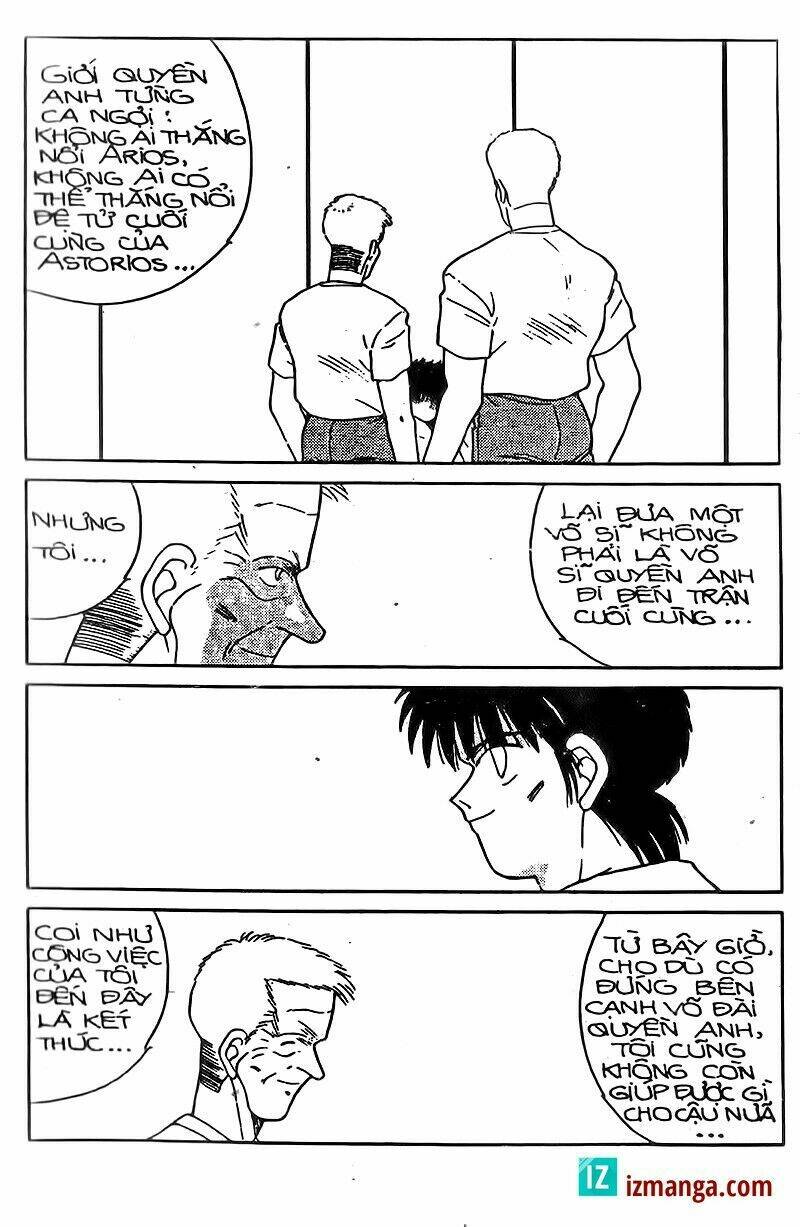 GIỚI QUYỀN
ANH TỪNG
CA NGỢI:
KHÔNG AI THẮNG
NỔI ARIOS,
KHÔNG AI CÓ
THỂ THẮNG NỔI
ĐỆ TỬ CUỐI
CÙNG CỦA
ASTORIOS...
NHƯNG
TÔI...
LẠI ĐƯA MỘT
VÕ SĨ KHÔNG
PHẢI LÀ VÕ
SĨ QUYỀN ANH
ĐI ĐẾN TRẬN
CUỐI CÙNG...
COI NHƯ
CÔNG VIỆC
CỦA TÔI
ĐẾN ĐÂY
LÀ KẾT
THÚC...
TỪ BÂY GIỜ,
CHO DÙ CÓ
ĐỨNG BÊN
CẠNH VÕ ĐÀI
QUYỀN ANH,
TÔI CŨNG
KHÔNG CÒN
GIÚP ĐƯỢC GÌ
CHO CẬU NỮA
...
IZ izmanga.com